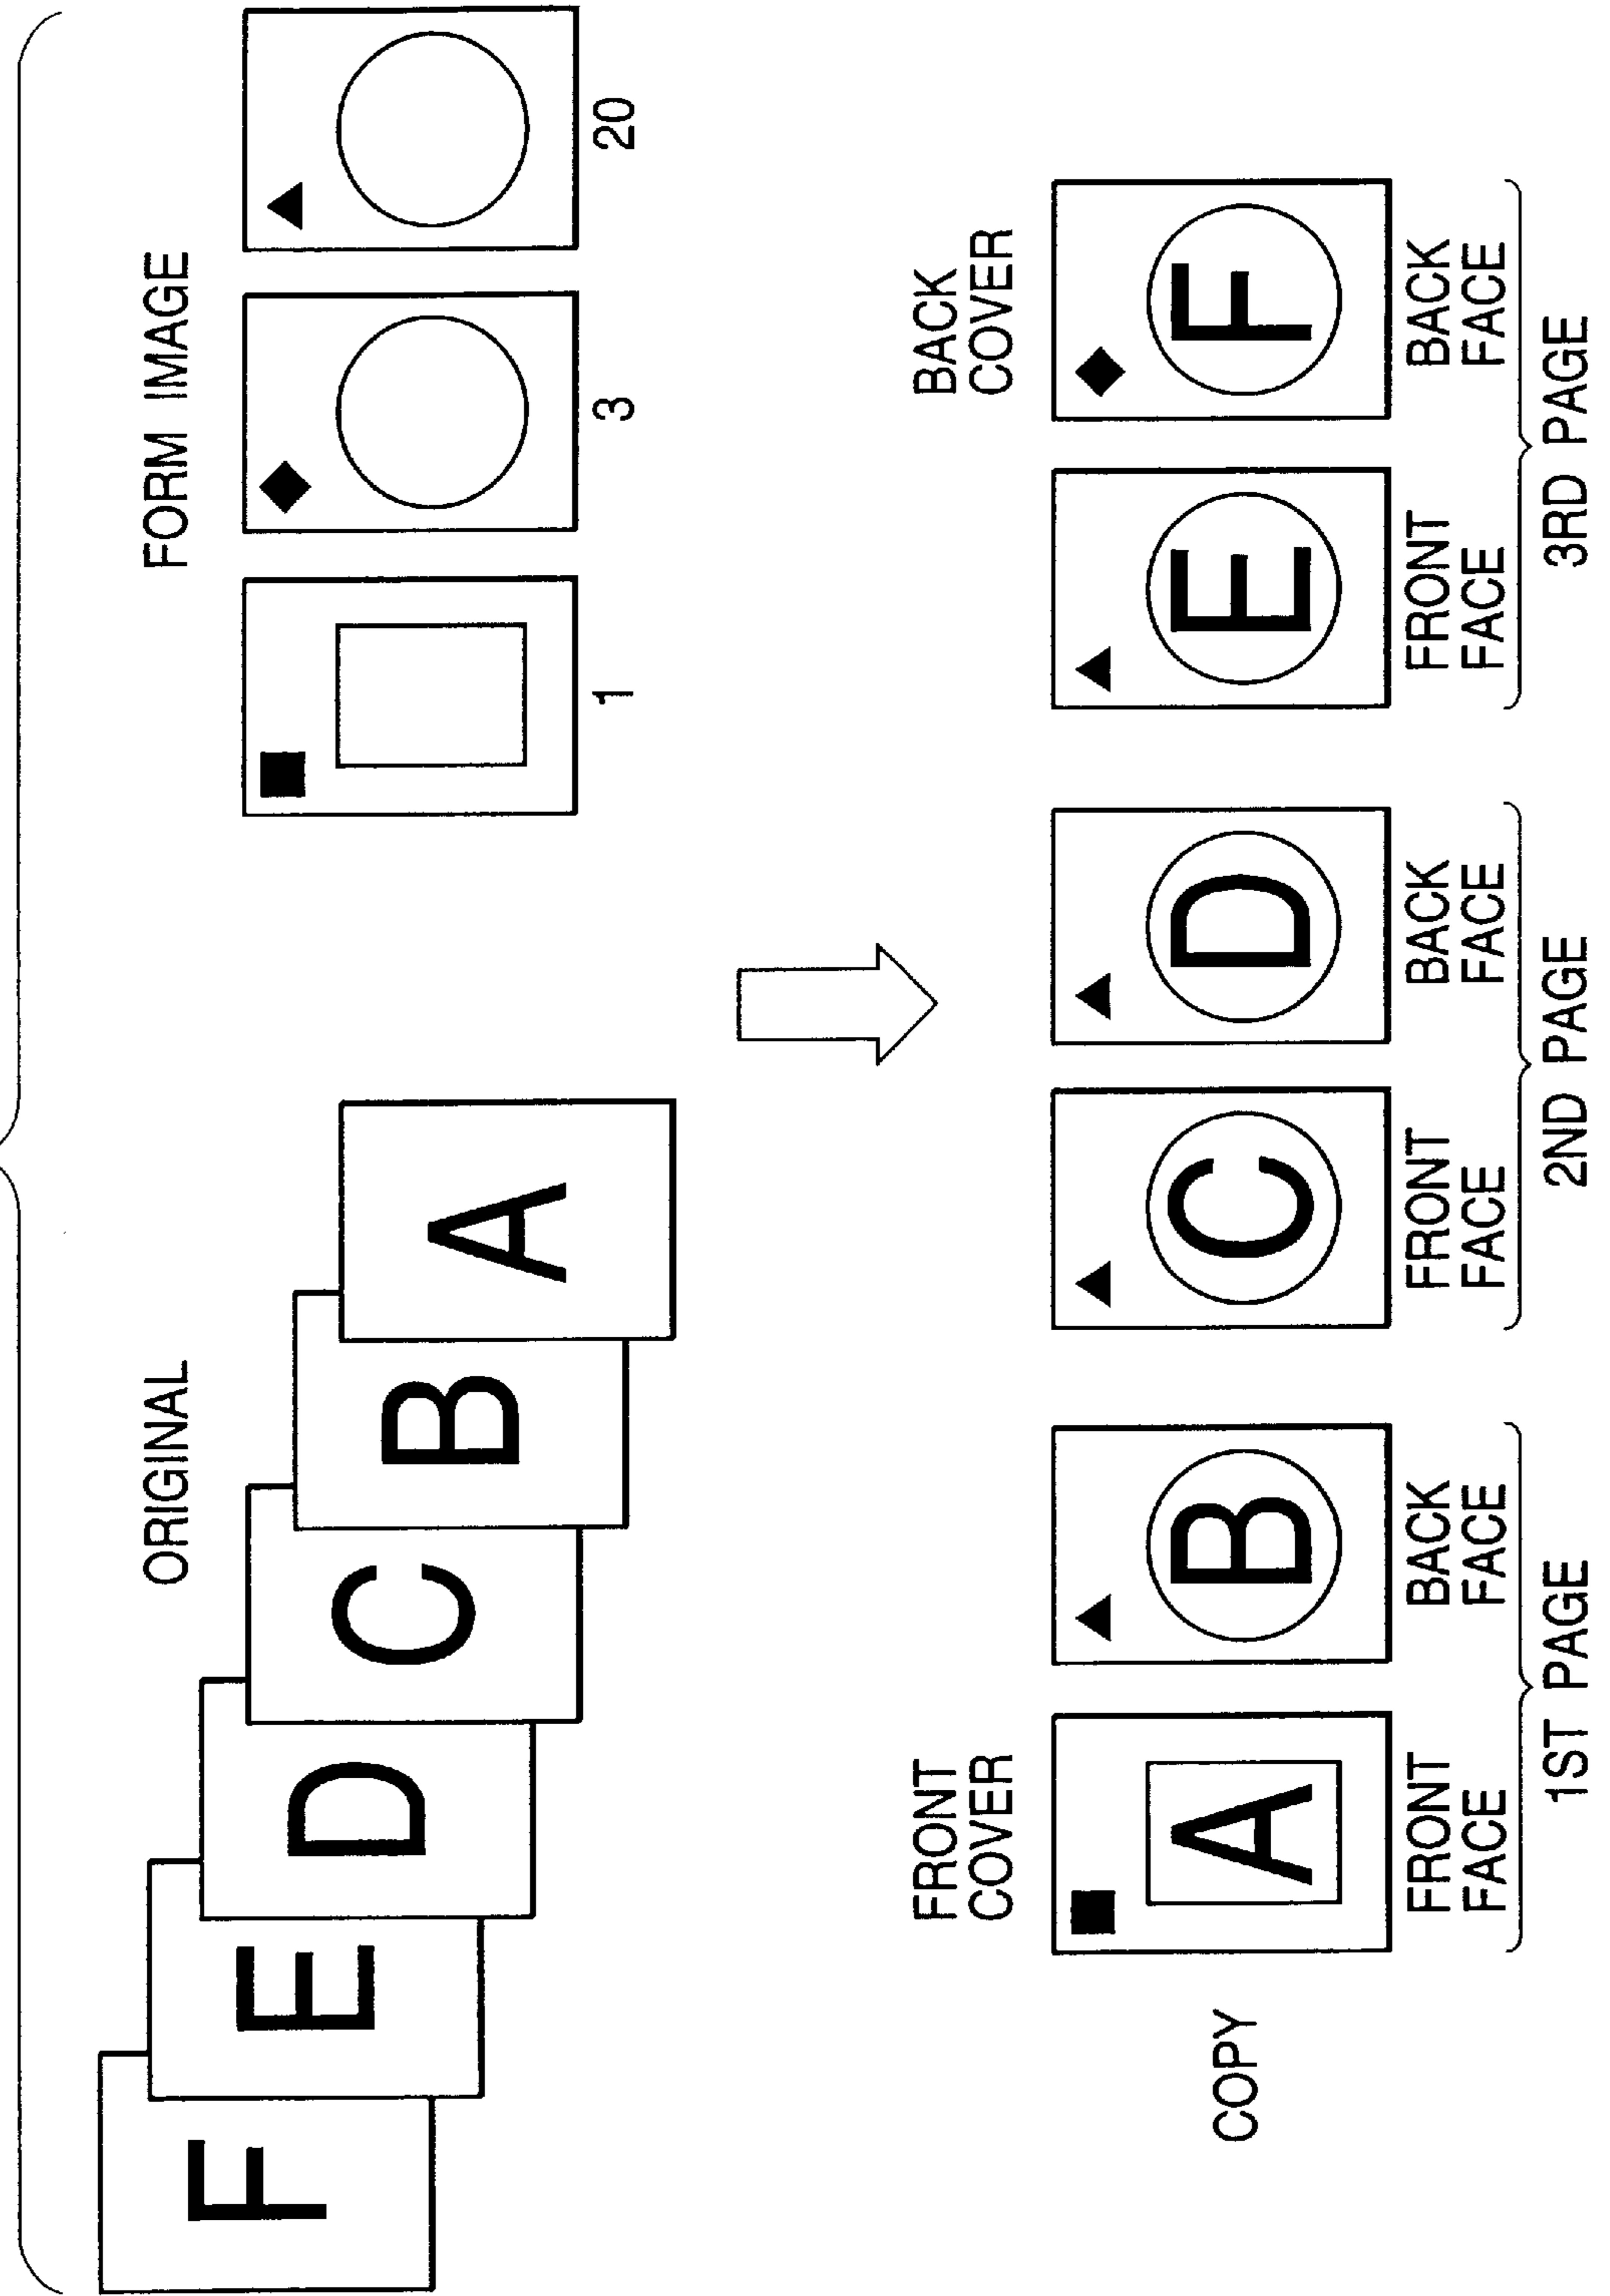 ORIGINAL
FORM IMAGE
F
E
D
C
B
A
1
3
20
FRONT
COVER
BACK
COVER
COPY
A
B
C
D
E
F
FRONT
FACE
BACK
FACE
FRONT
FACE
BACK
FACE
FRONT
FACE
BACK
FACE
1ST PAGE
2ND PAGE
3RD PAGE